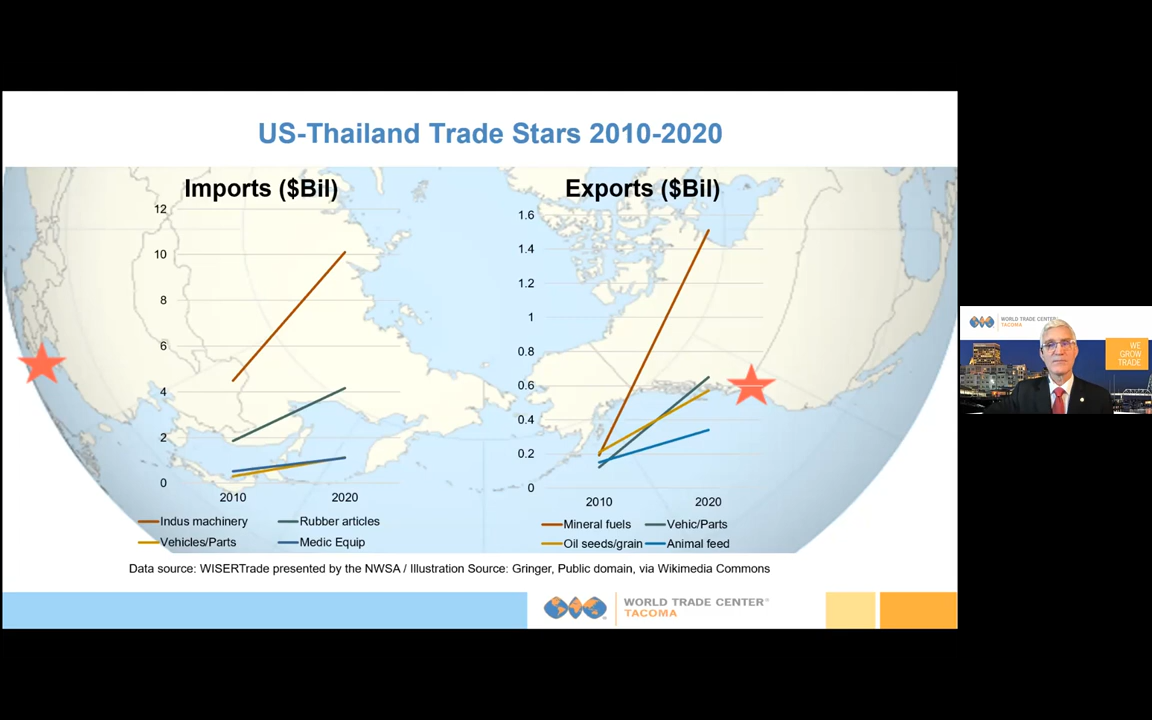 US-Thailand Trade Stars 2010-2020
Imports ($Bil)
12
10
8
6
4
2
0
2010 2020
Indus machinery Rubber articles
Vehicles/Parts Medic Equip
Exports ($Bil)
1.6
1.4
1.2
1
0.8
0.6
0.4
0.2
0
2010 2020
Mineral fuels Vehic/Parts
Oil seeds/grain Animal feed
Data source: WISERTrade presented by the NWSA / Illustration Source: Gringer, Public domain, via Wikimedia Commons
WORLD TRADE CENTER®
TACOMA
WORLD TRADE CENTER
TACOMA
WE
GROW
TRADE